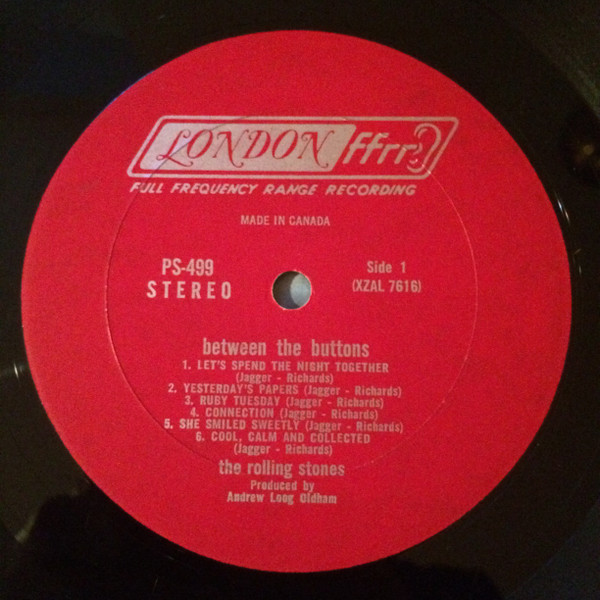 LONDON ffrr
FULL FREQUENCY RANGE RECORDING
MADE IN CANADA
PS-499 Side 1
STEREO (XZAL 7616)
between the buttons
1. LET'S SPEND THE NIGHT TOGETHER
(Jagger - Richards)
2. YESTERDAY'S PAPERS (Jagger - Richards)
3. RUBY TUESDAY (Jagger - Richards)
4. CONNECTION (Jagger - Richards)
5. SHE SMILED SWEETLY (Jagger - Richards)
6. COOL, CALM AND COLLECTED
(Jagger - Richards)
the rolling stones
Produced by
Andrew Loog Oldham